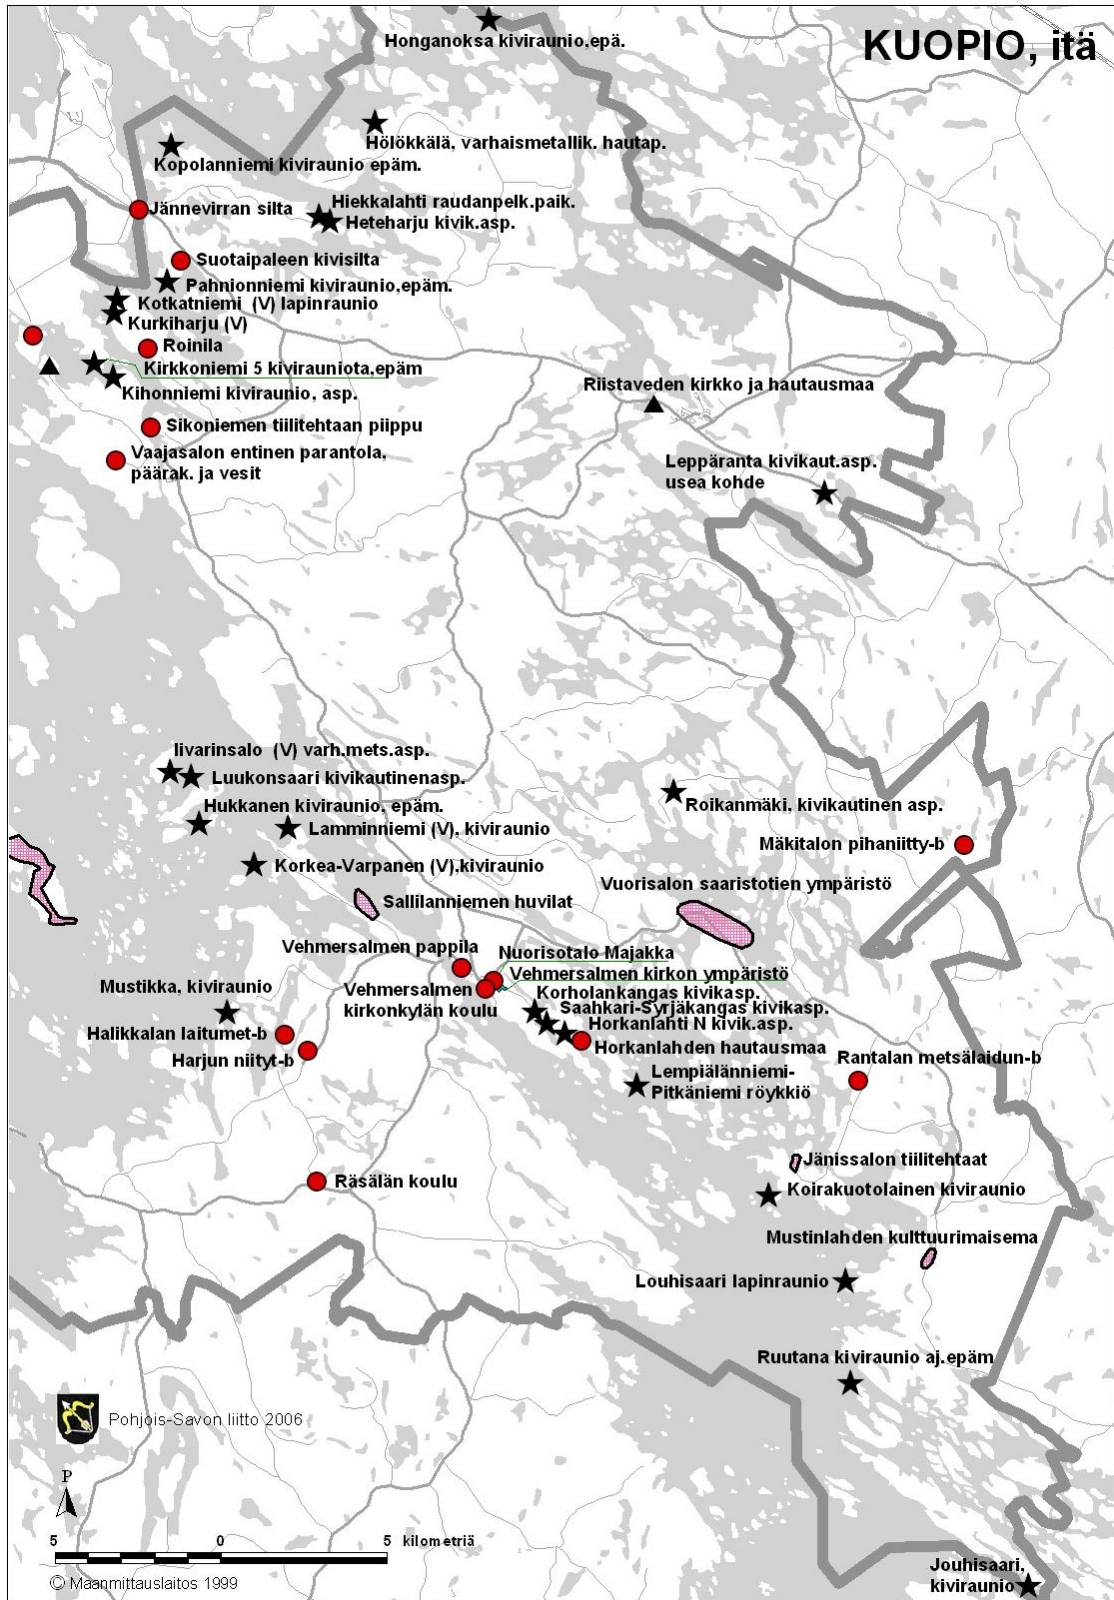 KUOPIO, itä
Honganoksa kiviraunio,epä.
Hölökkälä, varhaismetallik. hautap.
Kopolanniemi kiviraunio epäm.
Hiekkalahti raudanpelk.paik.
Jännevirran silta
Heteharju kivik.asp.
Suotaipaleen kivisilta
Pahnionniemi kiviraunio,epäm.
Kotkatniemi (V) lapinraunio
Kurkiharju (V)
Roinila
Kirkkoniemi 5 kivirauniota,epäm
Kihonniemi kiviraunio, asp.
Riistaveden kirkko ja hautausmaa
Sikoniemen tiilitehtaan piippu
Vaajasalon entinen parantola,
päärak. ja vesit
Leppäranta kivikaut.asp.
usea kohde
Iivarinsalo (V) varh.mets.asp.
Luukonsaari kivikautinenasp.
Hukkanen kiviraunio, epäm.
Lamminniemi (V), kiviraunio
Roikanmäki, kivikautinen asp.
Mäkitalon pihaniitty-b
Korkea-Varpanen (V),kiviraunio
Vuorisalon saaristotien ympäristö
Sallilanniemen huvilat
Vehmersalmen pappila
Nuorisotalo Majakka
Vehmersalmen kirkon ympäristö
Mustikka, kiviraunio
Vehmersalmen
kirkonkylän koulu
Korholankangas kivikasp.
Saahkari-Syrjäkangas kivikasp.
Horkanlahti N kivik.asp.
Halikkalan laitumet-b
Harjun niityt-b
Horkanlahden hautausmaa
Rantalan metsälaidun-b
Lempiälänniemi-
Pitkäniemi röykkiö
Jänissalon tiilitehtaat
Räsälän koulu
Koirakuotolainen kiviraunio
Mustinlahden kulttuurimaisema
Louhisaari lapinraunio
Ruutana kiviraunio aj.epäm
Pohjois-Savon liitto 2006
P
5 0 5 kilometriä
© Maanmittauslaitos 1999
Jouhisaari,
kiviraunio